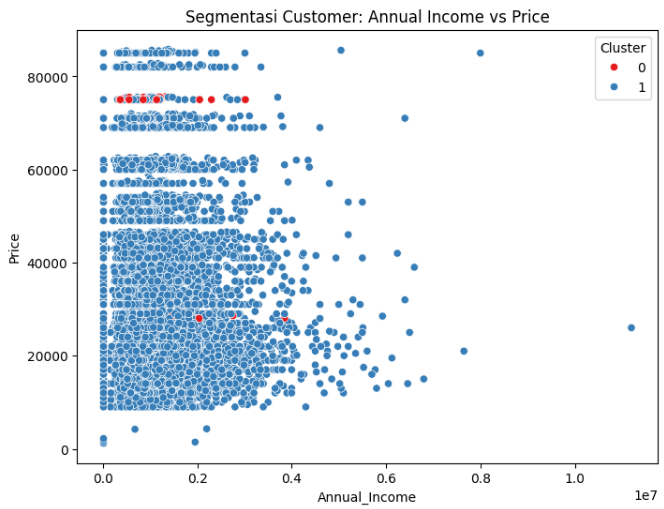 Segmentasi Customer: Annual Income vs Price
Cluster
0
1
80000
60000
40000
20000
0
Price
0.0 0.2 0.4 0.6 0.8 1.0
1e7
Annual_Income